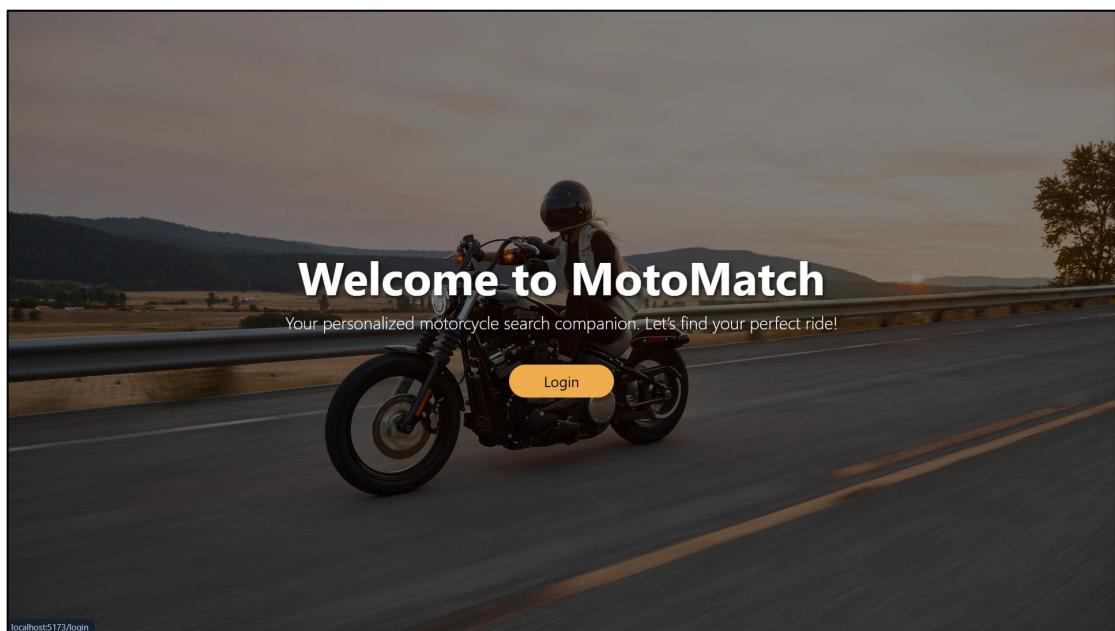 Welcome to MotoMatch
Your personalized motorcycle search companion. Let's find your perfect ride!
Login
localhost:5173/login